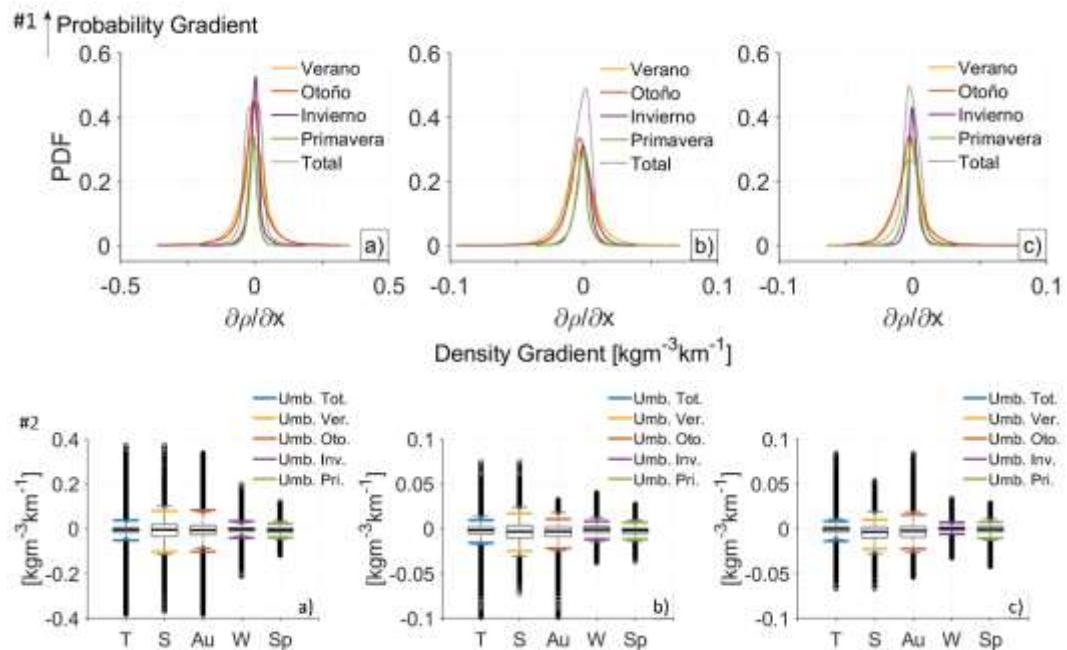 #1 Probability Gradient
0.6
0.4
0.2
0
PDF
Verano
Otoño
Invierno
Primavera
Total
a)
-0.5 0 0.5
∂ρ/∂x
0.6
0.4
0.2
0
Verano
Otoño
Invierno
Primavera
Total
b)
-0.1 0 0.1
∂ρ/∂x
0.6
0.4
0.2
0
Verano
Otoño
Invierno
Primavera
Total
c)
-0.1 0 0.1
∂ρ/∂x
Density Gradient [kgm⁻³km⁻¹]
#2
Umb. Tot.
Umb. Ver.
Umb. Oto.
Umb. Inv.
Umb. Pri.
0.4
0.2
0
-0.2
-0.4
[kgm⁻³km⁻¹]
a)
T S Au W Sp
Umb. Tot.
Umb. Ver.
Umb. Oto.
Umb. Inv.
Umb. Pri.
0.1
0.05
0
-0.05
-0.1
[kgm⁻³km⁻¹]
b)
T S Au W Sp
Umb. Tot.
Umb. Ver.
Umb. Oto.
Umb. Inv.
Umb. Pri.
0.1
0.05
0
-0.05
-0.1
[kgm⁻³km⁻¹]
c)
T S Au W Sp